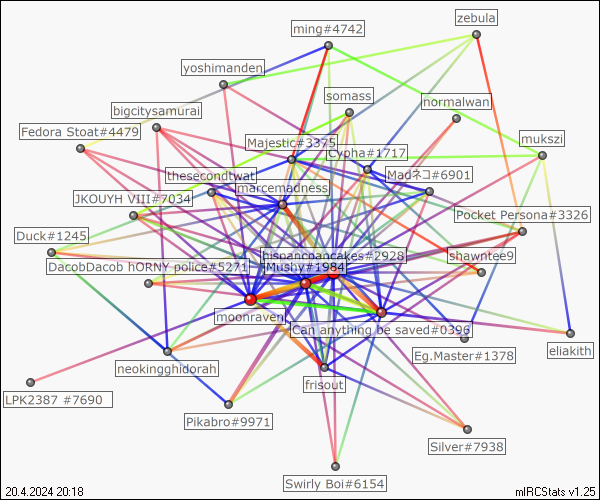 zebula
ming#4742
yoshimanden
somass
normalwan
bigcitysamurai
Fedora Stoat#4479
Majestic#3375
mukszi
Cypha#1717
thesecondtwat
Madネコ#6901
marcemadness
JKOUYH VIII#7034
Pocket Persona#3326
Duck#1245
hispancpancakes#2928
shawntee9
DacobDacob hORNY police#5271
Mushy#1984
moonraven
Can anything be saved#0396
eliakith
Eg.Master#1378
neokingghidorah
frisout
LPK2387 #7690
Pikabro#9971
Silver#7938
Swirly Boi#6154
20.4.2024 20:18
mIRCStats v1.25